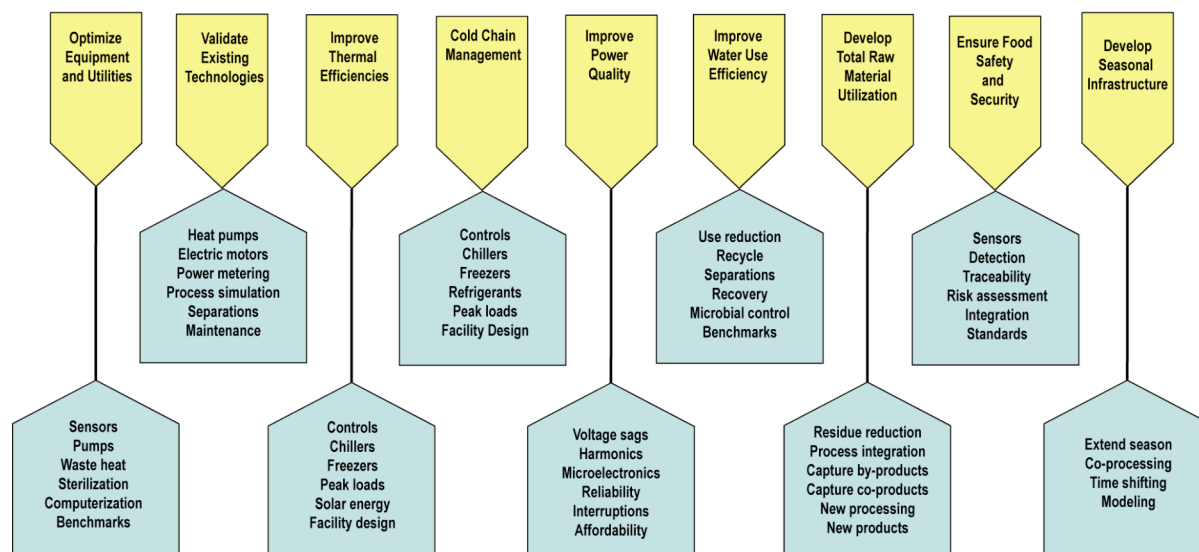 Optimize
Equipment
and Utilities
Validate
Existing
Technologies
Improve
Thermal
Efficiencies
Cold Chain
Management
Improve
Power
Quality
Improve
Water Use
Efficiency
Develop
Total Raw
Material
Utilization
Ensure Food
Safety
and
Security
Develop
Seasonal
Infrastructure
Heat pumps
Electric motors
Power metering
Process simulation
Separations
Maintenance
Controls
Chillers
Freezers
Refrigerants
Peak loads
Facility Design
Use reduction
Recycle
Separations
Recovery
Microbial control
Benchmarks
Sensors
Detection
Traceability
Risk assessment
Integration
Standards
Sensors
Pumps
Waste heat
Sterilization
Computerization
Benchmarks
Controls
Chillers
Freezers
Peak loads
Solar energy
Facility design
Voltage sags
Harmonics
Microelectronics
Reliability
Interruptions
Affordability
Residue reduction
Process integration
Capture by-products
Capture co-products
New processing
New products
Extend season
Co-processing
Time shifting
Modeling